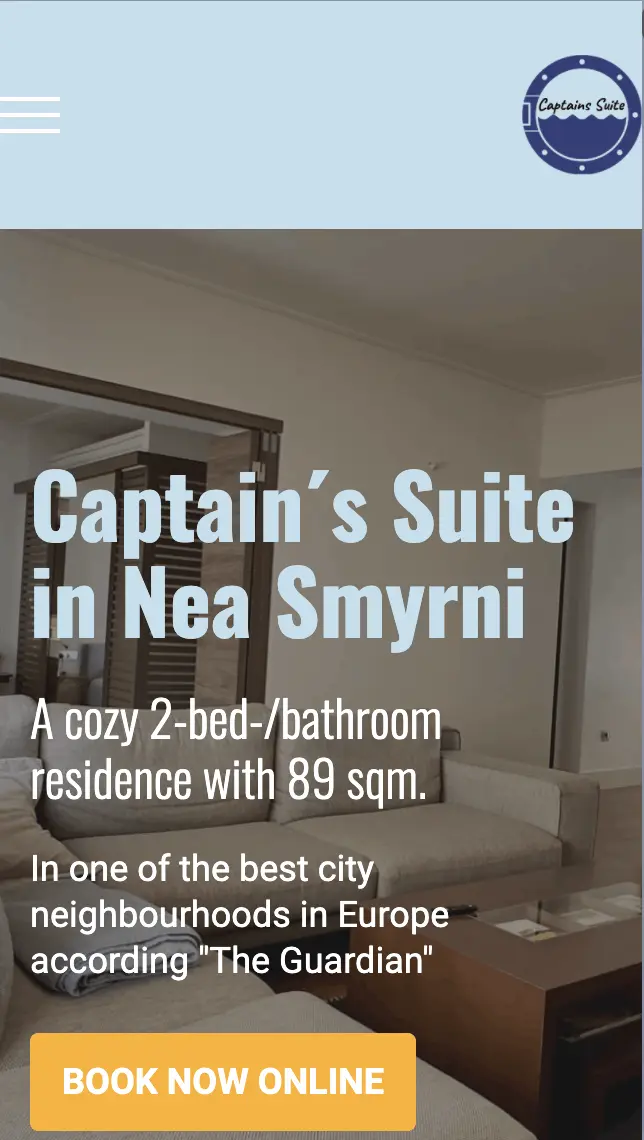 Captains Suite
Captain´s Suite
in Nea Smyrni
A cozy 2-bed-/bathroom
residence with 89 sqm.
In one of the best city
neighbourhoods in Europe
according "The Guardian"
BOOK NOW ONLINE